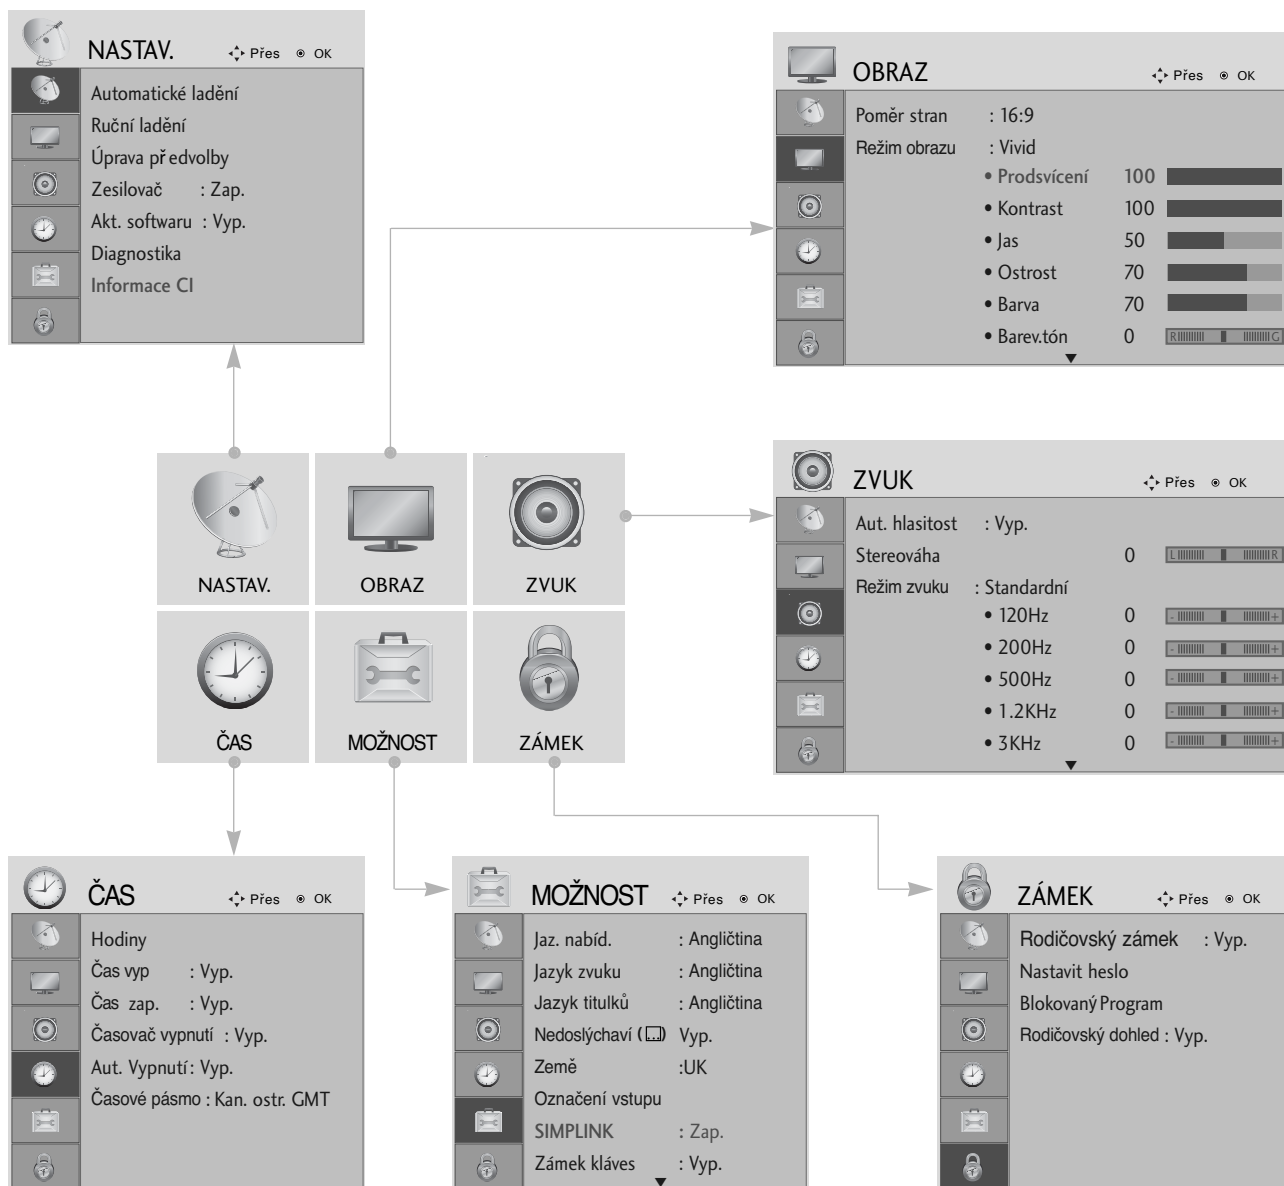 NASTAV. Přes OK
Automatické ladění
Ruční ladění
Úprava př edvolby
Zesilovač : Zap.
Akt. softwaru : Vyp.
Diagnostika
Informace CI
OBRAZ Přes OK
Poměr stran : 16:9
Režim obrazu : Vivid
• Prodsvícení 100
• Kontrast 100
• Jas 50
• Ostrost 70
• Barva 70
• Barev.tón 0 R G
NASTAV.
OBRAZ
ZVUK
ČAS
MOŽNOST
ZÁMEK
ZVUK Přes OK
Aut. hlasitost : Vyp.
Stereováha 0 L R
Režim zvuku : Standardní
• 120Hz 0 - +
• 200Hz 0 - +
• 500Hz 0 - +
• 1.2KHz 0 - +
• 3KHz 0 - +
ČAS Přes OK
Hodiny
Čas vyp : Vyp.
Čas zap. : Vyp.
Časovač vypnutí : Vyp.
Aut. Vypnutí : Vyp.
Časové pásmo : Kan. ostr. GMT
MOŽNOST Přes OK
Jaz. nabíd. : Angličtina
Jazyk zvuku : Angličtina
Jazyk titulků : Angličtina
Nedoslýchaví ( ) Vyp.
Země :UK
Označení vstupu
SIMPLINK : Zap.
Zámek kláves : Vyp.
ZÁMEK Přes OK
Rodičovský zámek : Vyp.
Nastavit heslo
Blokovaný Program
Rodičovský dohled : Vyp.